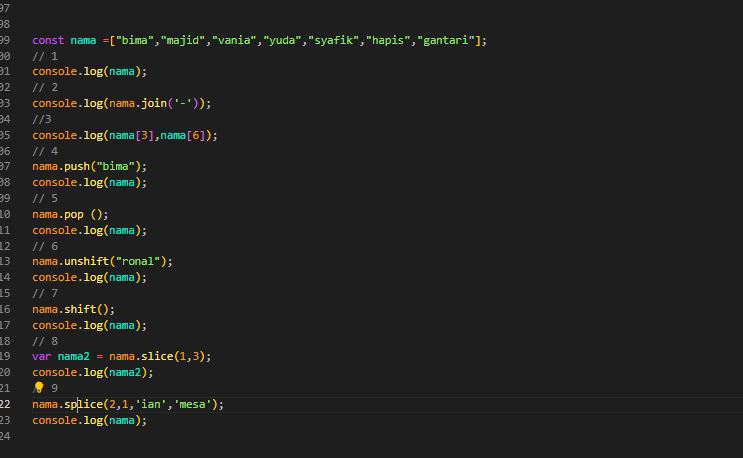 97
98
99 const nama =["bima","majid","vania","yuda","syafik","hapis","gantari"];
00 // 1
01 console.log(nama);
02 // 2
03 console.log(nama.join('-'));
04 //3
05 console.log(nama[3],nama[6]);
06 // 4
07 nama.push("bima");
08 console.log(nama);
09 // 5
10 nama.pop ();
11 console.log(nama);
12 // 6
13 nama.unshift("ronal");
14 console.log(nama);
15 // 7
16 nama.shift();
17 console.log(nama);
18 // 8
19 var nama2 = nama.slice(1,3);
20 console.log(nama2);
21 / 9
22 nama.splice(2,1,'ian','mesa');
23 console.log(nama);
24